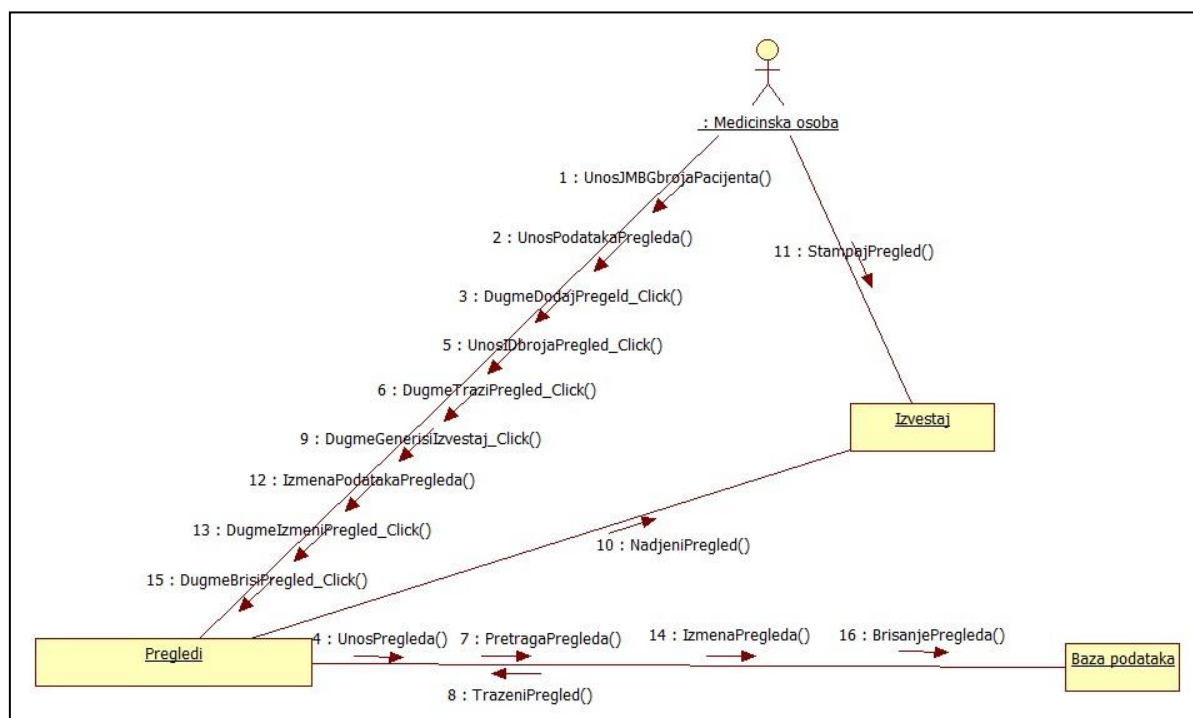 : Medicinska osoba
1 : UnosJMBGbrojaPacijenta()
2 : UnosPodatakaPregleda()
11 : StampajPregled()
3 : DugmeDodajPregeld_Click()
5 : UnosIDbrojaPregled_Click()
6 : DugmeTraziPregled_Click()
Izvestaj
9 : DugmeGenerisiIzvestaj_Click()
12 : IzmenaPodatakaPregleda()
13 : DugmeIzmeniPregled_Click()
10 : NadjeniPregled()
15 : DugmeBrisiPregled_Click()
4 : UnosPregleda()
7 : PretragaPregleda()
14 : IzmenaPregleda()
16 : BrisanjePregleda()
Pregledi
Baza podataka
8 : TrazeniPregled()